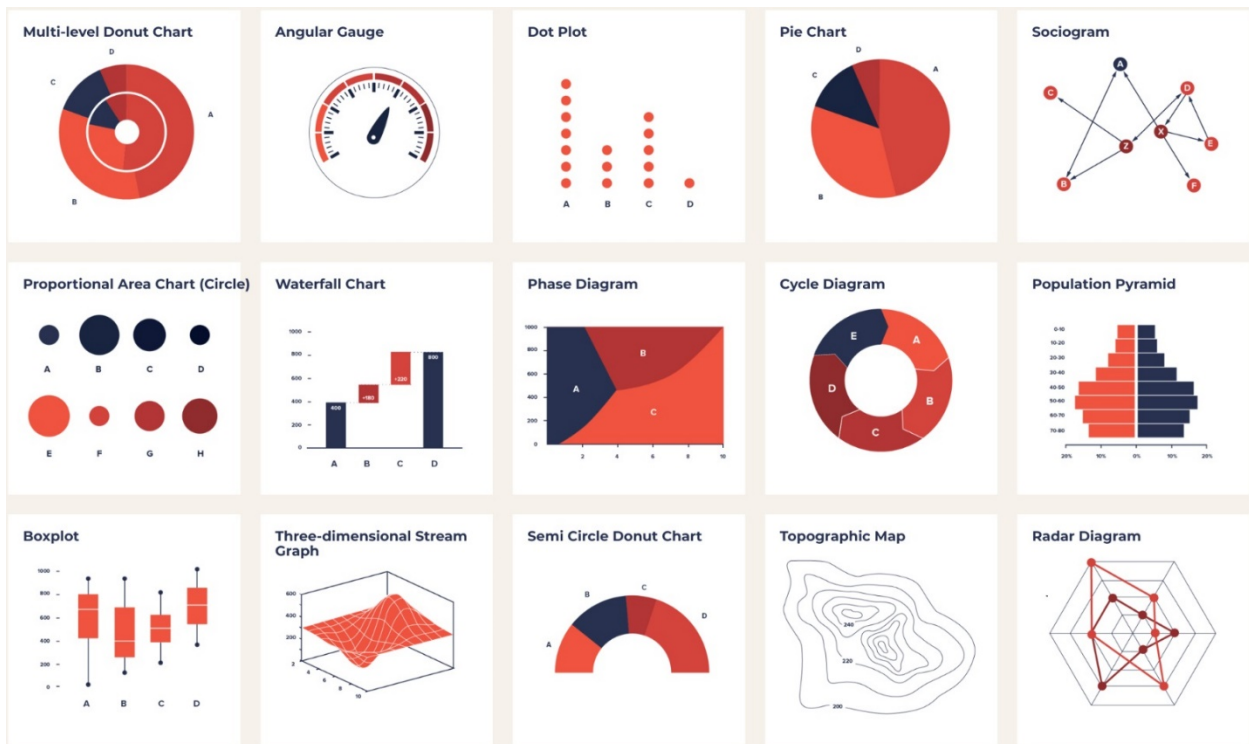 Multi-level Donut Chart
D
C
A
B
Angular Gauge
Dot Plot
A B C D
Pie Chart
D
C
A
B
Sociogram
A
C
D
X
Z
E
B
F
Proportional Area Chart (Circle)
A B C D
E F G H
Waterfall Chart
1000
800
600
400
200
0
400
+180
+220
800
A B C D
Phase Diagram
1000
800
600
400
200
0
A
B
C
2 4 6 8 10
Cycle Diagram
E
A
D
B
C
Population Pyramid
0-10
10-20
20-30
30-40
40-50
50-60
60-70
70-80
20% 10% 0% 10% 20%
Boxplot
1000
800
600
400
200
0
A B C D
Three-dimensional Stream
Graph
600
400
200
2
4
6
8
10
Semi Circle Donut Chart
C
B
D
A
Topographic Map
240
220
200
Radar Diagram